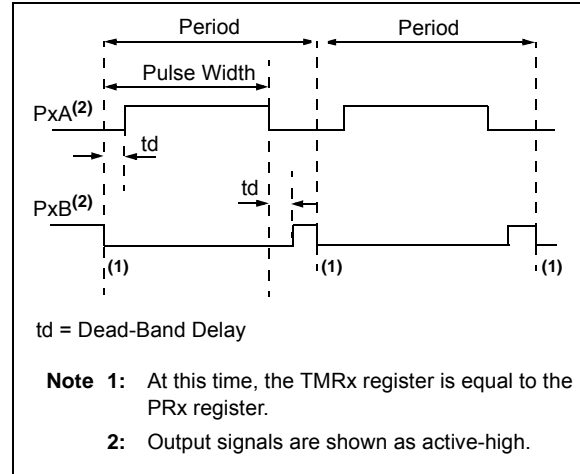 Period Period
Pulse Width
PxA(2)
td
td
PxB(2)
(1) (1) (1)
td = Dead-Band Delay
Note 1: At this time, the TMRx register is equal to the
PRx register.
2: Output signals are shown as active-high.